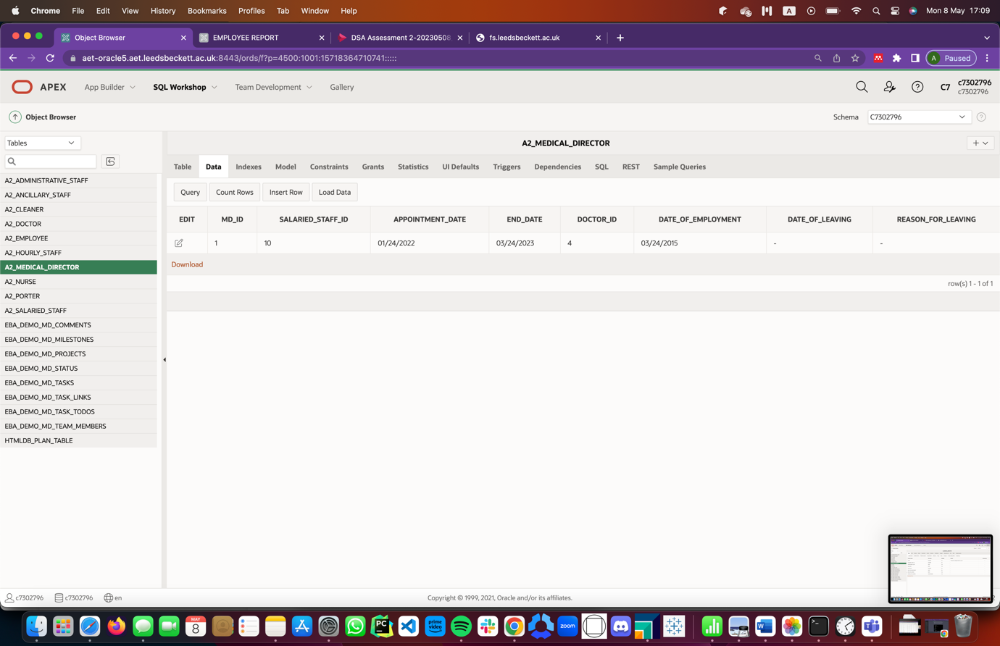 Chrome File Edit View History Bookmarks Profiles Tab Window Help A Mon 8 May 17:09
Object Browser EMPLOYEE REPORT DSA Assessment 2-20230508 fs.leedsbeckett.ac.uk
aet-oracle5.aet.leedsbeckett.ac.uk:8443/ords/f?p=4500:1001:15718364710741::::: A Paused
APEX App Builder SQL Workshop Team Development Gallery C7 c7302796
c7302796
Object Browser Schema C7302796
Tables
A2_MEDICAL_DIRECTOR
Table Data Indexes Model Constraints Grants Statistics UI Defaults Triggers Dependencies SQL REST Sample Queries
Query Count Rows Insert Row Load Data
EDIT MD_ID SALARIED_STAFF_ID APPOINTMENT_DATE END_DATE DOCTOR_ID DATE_OF_EMPLOYMENT DATE_OF_LEAVING REASON_FOR_LEAVING
1 10 01/24/2022 03/24/2023 4 03/24/2015 - -
Download
row(s) 1 - 1 of 1
A2_ADMINISTRATIVE_STAFF
A2_ANCILLARY_STAFF
A2_CLEANER
A2_DOCTOR
A2_EMPLOYEE
A2_HOURLY_STAFF
A2_MEDICAL_DIRECTOR
A2_NURSE
A2_PORTER
A2_SALARIED_STAFF
EBA_DEMO_MD_COMMENTS
EBA_DEMO_MD_MILESTONES
EBA_DEMO_MD_PROJECTS
EBA_DEMO_MD_STATUS
EBA_DEMO_MD_TASKS
EBA_DEMO_MD_TASK_LINKS
EBA_DEMO_MD_TASK_TODOS
EBA_DEMO_MD_TEAM_MEMBERS
HTMLDB_PLAN_TABLE
c7302796 c7302796 en Copyright © 1999, 2021, Oracle and/or its affiliates.
MAY
8
PC
prime
video
zoom
W